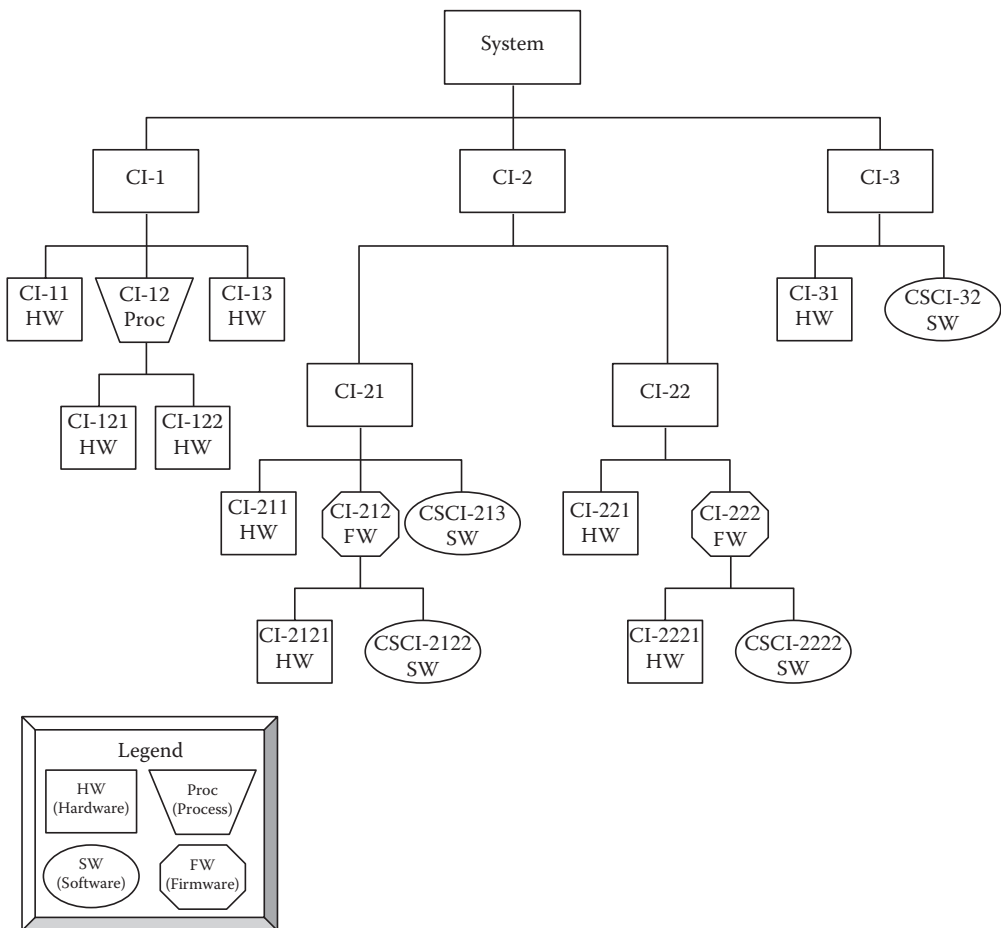 System
CI-1
CI-2
CI-3
CI-11
HW
CI-12
Proc
CI-13
HW
CI-31
HW
CSCI-32
SW
CI-121
HW
CI-122
HW
CI-21
CI-22
CI-211
HW
CI-212
FW
CSCI-213
SW
CI-221
HW
CI-222
FW
CI-2121
HW
CSCI-2122
SW
CI-2221
HW
CSCI-2222
SW
Legend
HW
(Hardware)
Proc
(Process)
SW
(Software)
FW
(Firmware)